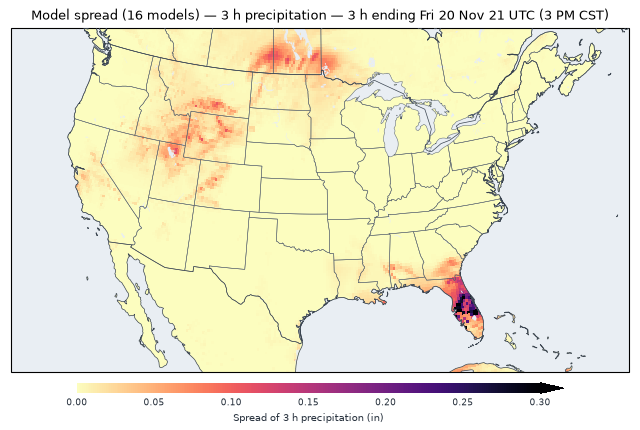 Model spread (16 models) — 3 h precipitation — 3 h ending Fri 20 Nov 21 UTC (3 PM CST)
0.00 0.05 0.10 0.15 0.20 0.25 0.30
Spread of 3 h precipitation (in)